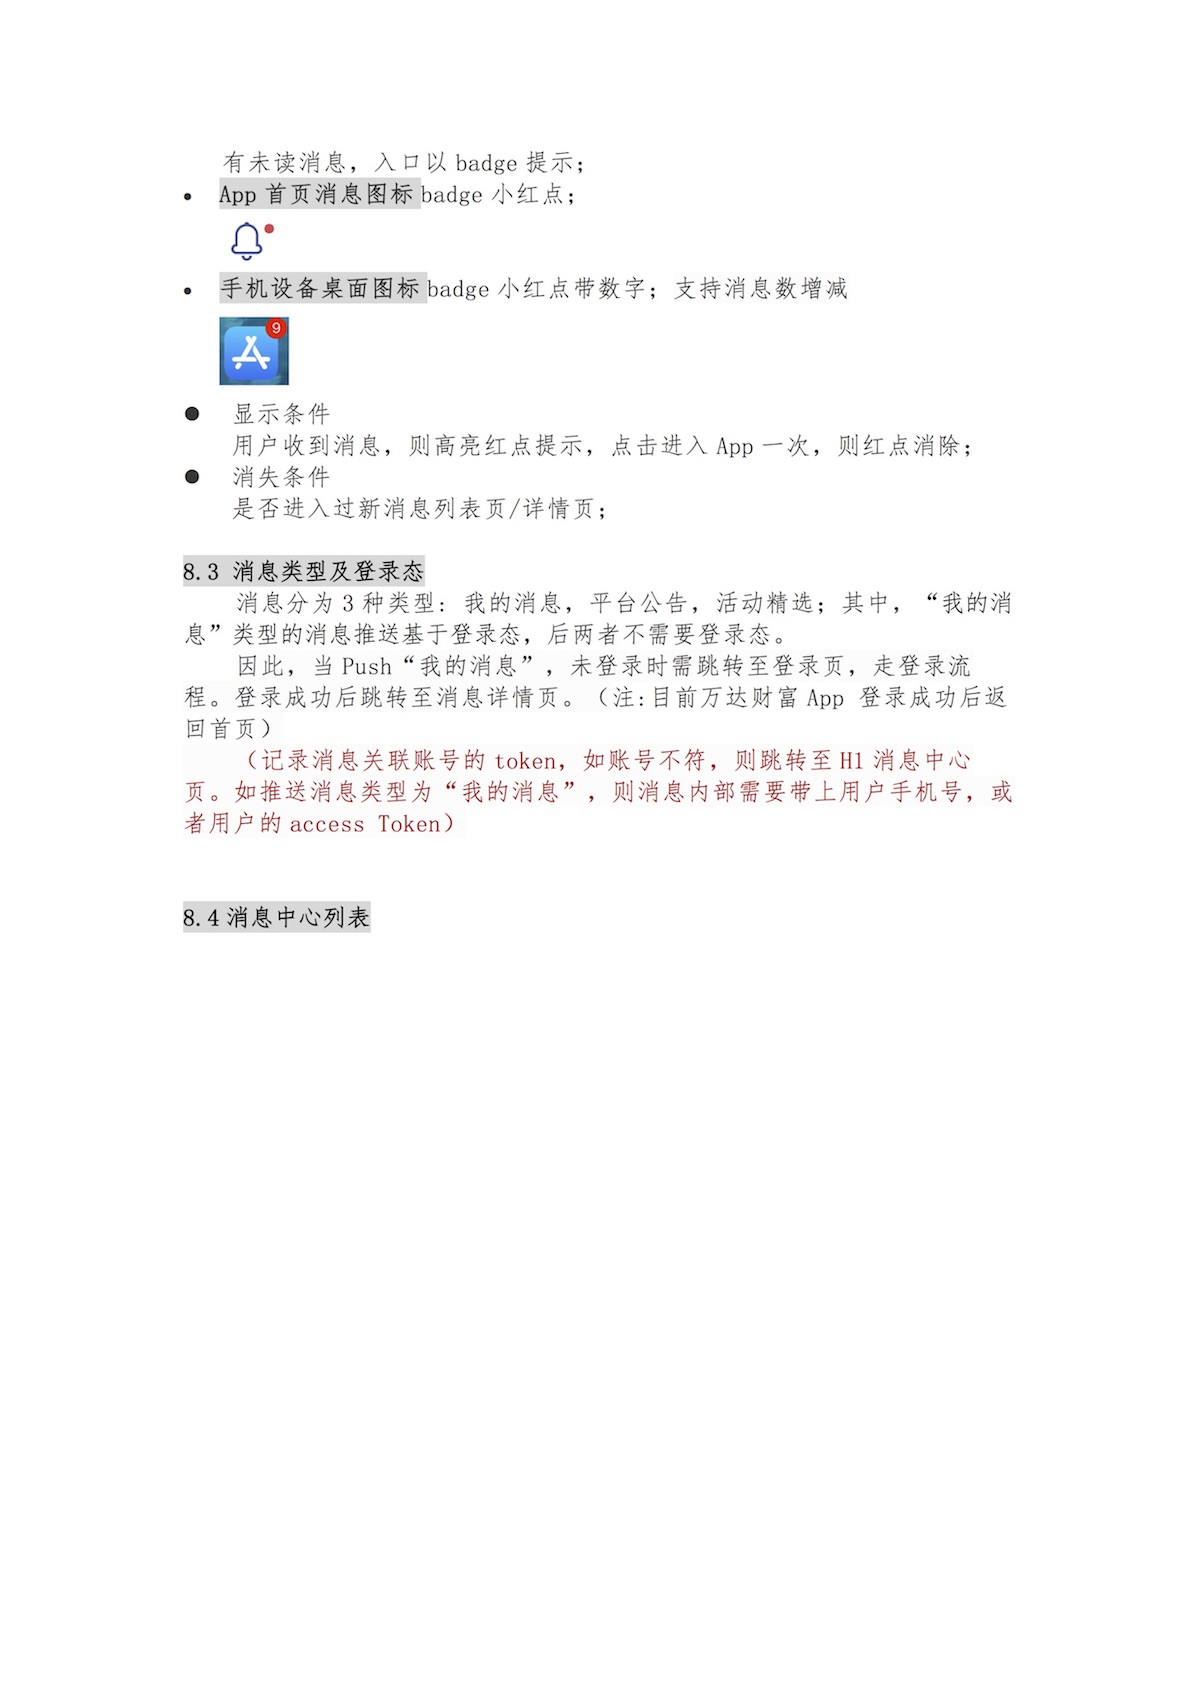 有未读消息，入口以 badge 提示；
• App 首页消息图标 badge 小红点；
• 手机设备桌面图标 badge 小红点带数字；支持消息数增减
9
● 显示条件
用户收到消息，则高亮红点提示，点击进入 App 一次，则红点消除；
● 消失条件
是否进入过新消息列表页/详情页；
8.3 消息类型及登录态
消息分为 3 种类型：我的消息，平台公告，活动精选；其中，“我的消
息”类型的消息推送基于登录态，后两者不需要登录态。
因此，当 Push“我的消息”，未登录时需跳转至登录页，走登录流
程。登录成功后跳转至消息详情页。（注:目前万达财富 App 登录成功后返
回首页）
（记录消息关联账号的 token，如账号不符，则跳转至 H1 消息中心
页。如推送消息类型为“我的消息”，则消息内部需要带上用户手机号，或
者用户的 access Token）
8.4 消息中心列表